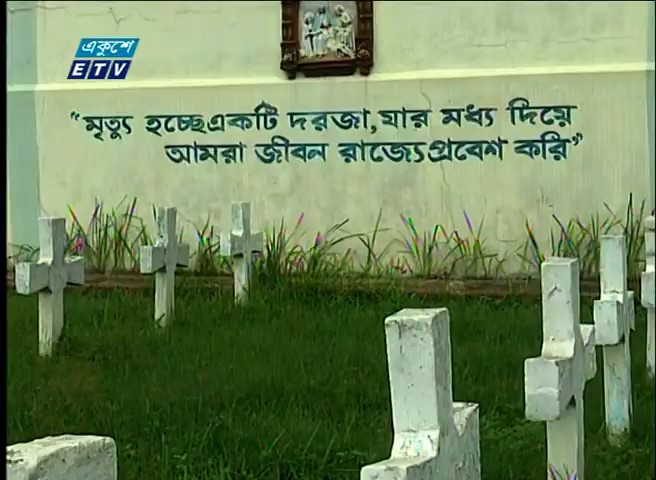 একুশে
ETV
“মৃত্যু হচ্ছে একটি দরজা, যার মধ্য দিয়ে
আমরা জীবন রাজ্যে প্রবেশ করি”